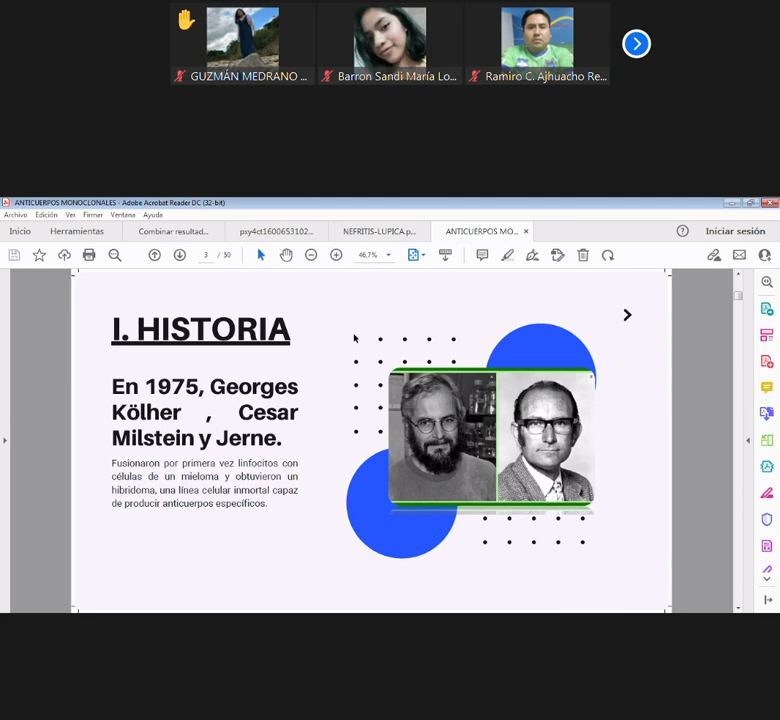 GUZMÁN MEDRANO ...
Barron Sandi María Lo...
Ramiro C. Ajhuacho Re...
ANTICUERPOS MONOCLONALES - Adobe Acrobat Reader DC (32-bit)
Archivo Edición Ver Firmar Ventana Ayuda
Inicio Herramientas Combinar resultad... psy4ct1600653102... NEFRITIS-LUPICA.p... ANTICUERPOS MO... × Iniciar sesión
3 / 50 46,7%
I. HISTORIA
En 1975, Georges
Kölher , Cesar
Milstein y Jerne.
Fusionaron por primera vez linfocitos con
células de un mieloma y obtuvieron un
hibridoma, una línea celular inmortal capaz
de producir anticuerpos específicos.